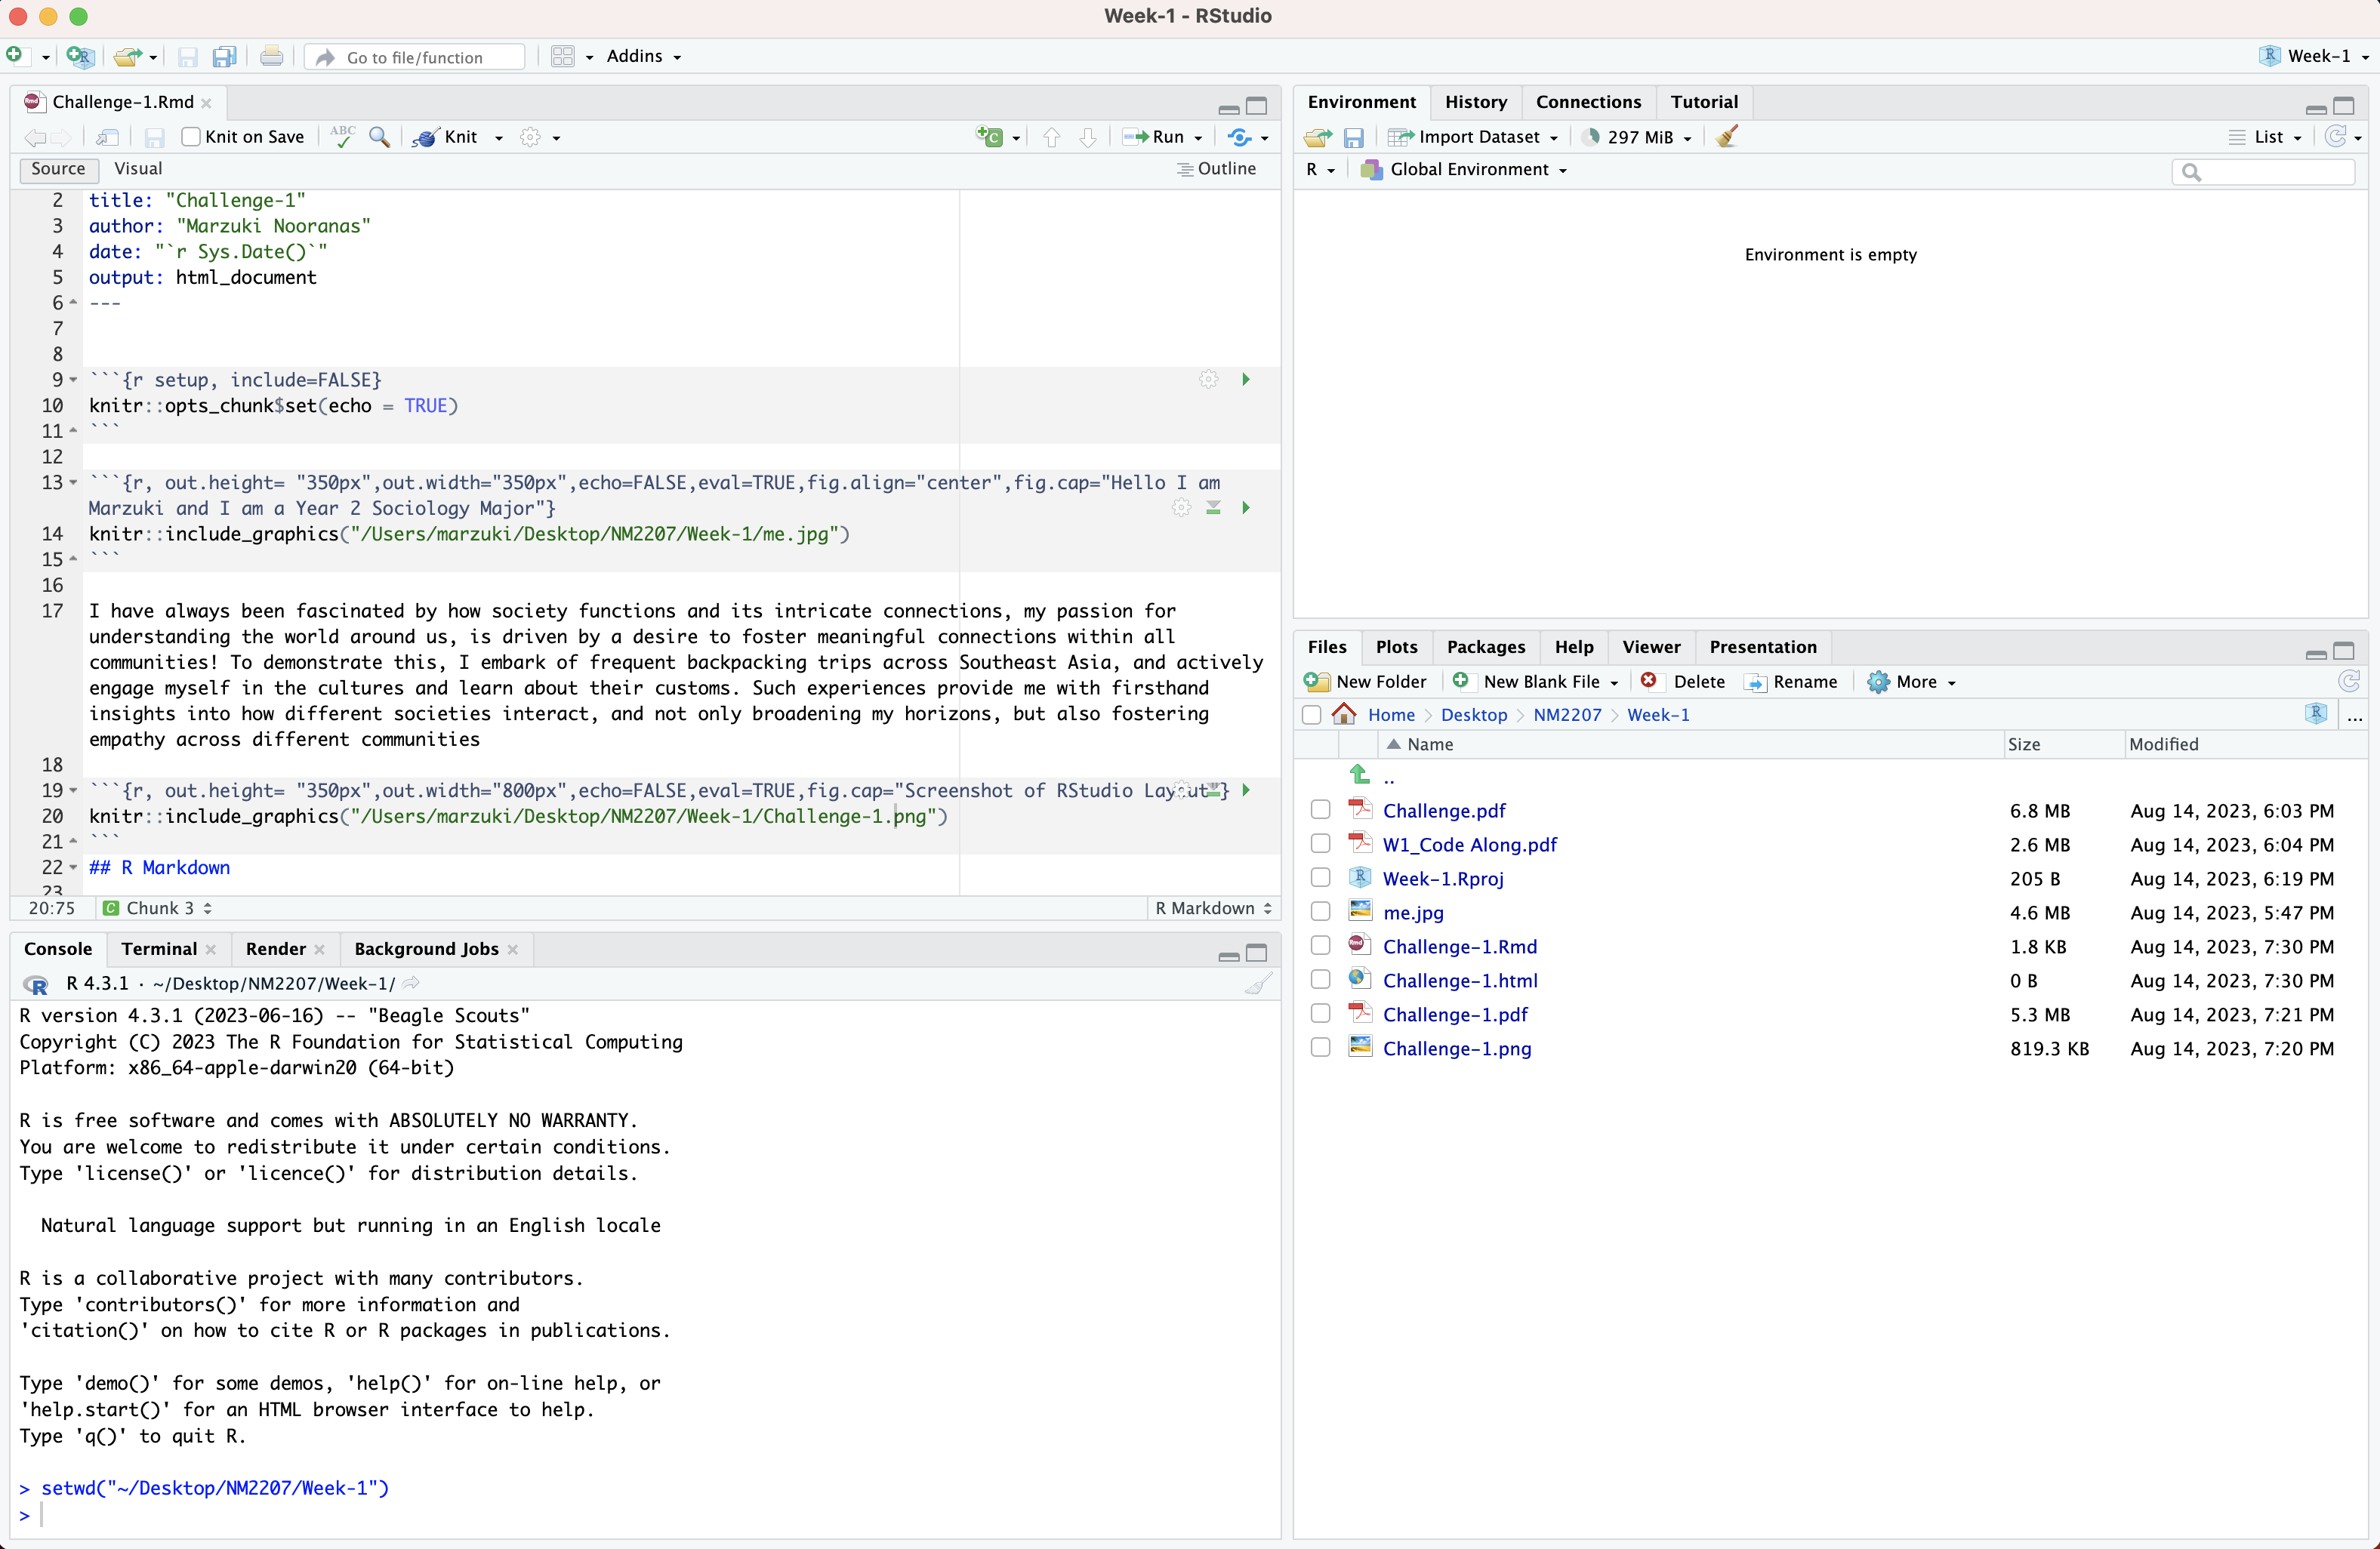 Week-1 - RStudio
Go to file/function
Addins
Week-1
Challenge-1.Rmd
Knit on Save
ABC
Knit
Run
Source
Visual
Outline
2 title: "Challenge-1"
3 author: "Marzuki Nooranas"
4 date: "`r Sys.Date()`"
5 output: html_document
6 ---
7
8
9 ```{r setup, include=FALSE}
10 knitr::opts_chunk$set(echo = TRUE)
11 ```
12
13 ```{r, out.height= "350px",out.width="350px",echo=FALSE,eval=TRUE,fig.align="center",fig.cap="Hello I am
Marzuki and I am a Year 2 Sociology Major"}
14 knitr::include_graphics("/Users/marzuki/Desktop/NM2207/Week-1/me.jpg")
15 ```
16
17 I have always been fascinated by how society functions and its intricate connections, my passion for
understanding the world around us, is driven by a desire to foster meaningful connections within all
communities! To demonstrate this, I embark of frequent backpacking trips across Southeast Asia, and actively
engage myself in the cultures and learn about their customs. Such experiences provide me with firsthand
insights into how different societies interact, and not only broadening my horizons, but also fostering
empathy across different communities
18
19 ```{r, out.height= "350px",out.width="800px",echo=FALSE,eval=TRUE,fig.cap="Screenshot of RStudio Layout"}
20 knitr::include_graphics("/Users/marzuki/Desktop/NM2207/Week-1/Challenge-1.png")
21 ```
22 ## R Markdown
23
20:75
Chunk 3
R Markdown
Console
Terminal
Render
Background Jobs
R 4.3.1 · ~/Desktop/NM2207/Week-1/
R version 4.3.1 (2023-06-16) -- "Beagle Scouts"
Copyright (C) 2023 The R Foundation for Statistical Computing
Platform: x86_64-apple-darwin20 (64-bit)
R is free software and comes with ABSOLUTELY NO WARRANTY.
You are welcome to redistribute it under certain conditions.
Type 'license()' or 'licence()' for distribution details.
Natural language support but running in an English locale
R is a collaborative project with many contributors.
Type 'contributors()' for more information and
'citation()' on how to cite R or R packages in publications.
Type 'demo()' for some demos, 'help()' for on-line help, or
'help.start()' for an HTML browser interface to help.
Type 'q()' to quit R.
> setwd("~/Desktop/NM2207/Week-1")
>
Environment
History
Connections
Tutorial
Import Dataset
297 MiB
List
R
Global Environment
Environment is empty
Files
Plots
Packages
Help
Viewer
Presentation
New Folder
New Blank File
Delete
Rename
More
Home
Desktop
NM2207
Week-1
...
Name
Size
Modified
..
Challenge.pdf 6.8 MB Aug 14, 2023, 6:03 PM
W1_Code Along.pdf 2.6 MB Aug 14, 2023, 6:04 PM
Week-1.Rproj 205 B Aug 14, 2023, 6:19 PM
me.jpg 4.6 MB Aug 14, 2023, 5:47 PM
Challenge-1.Rmd 1.8 KB Aug 14, 2023, 7:30 PM
Challenge-1.html 0 B Aug 14, 2023, 7:30 PM
Challenge-1.pdf 5.3 MB Aug 14, 2023, 7:21 PM
Challenge-1.png 819.3 KB Aug 14, 2023, 7:20 PM